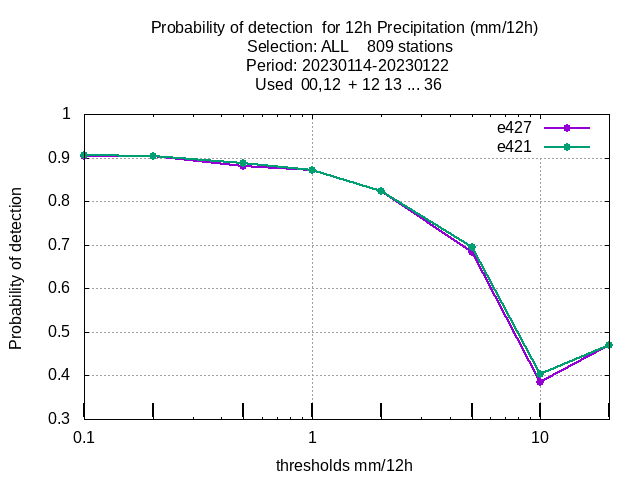 Probability of detection  for 12h Precipitation (mm/12h)
Selection: ALL    809 stations
Period: 20230114-20230122
Used  00,12  + 12 13 ... 36
e427
e421
1
0.9
0.8
0.7
0.6
0.5
0.4
0.3
Probability of detection
0.1
1
10
thresholds mm/12h